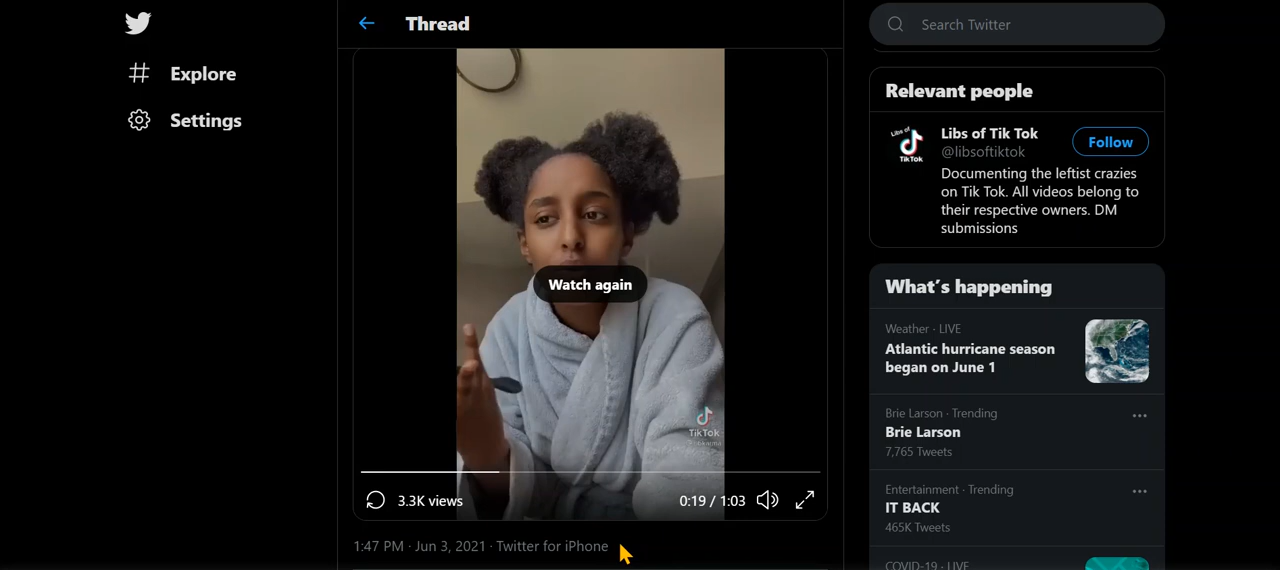 Explore
Settings
Thread
Watch again
TikTok
3.3K views
0:19 / 1:03
1:47 PM · Jun 3, 2021 · Twitter for iPhone
Search Twitter
Relevant people
Libs of
TikTok
Libs of Tik Tok
@libsoftiktok
Follow
Documenting the leftist crazies
on Tik Tok. All videos belong to
their respective owners. DM
submissions
What's happening
Weather · LIVE
Atlantic hurricane season
began on June 1
Brie Larson · Trending
Brie Larson
7,765 Tweets
Entertainment · Trending
IT BACK
465K Tweets
COVID-19 · LIVE